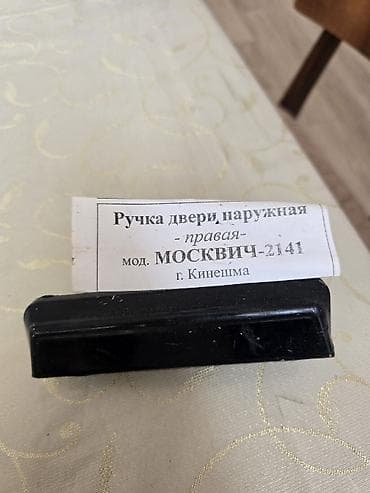 Ручка двери наружная
- правая-
мод. МОСКВИЧ-2141
г. Кинешма